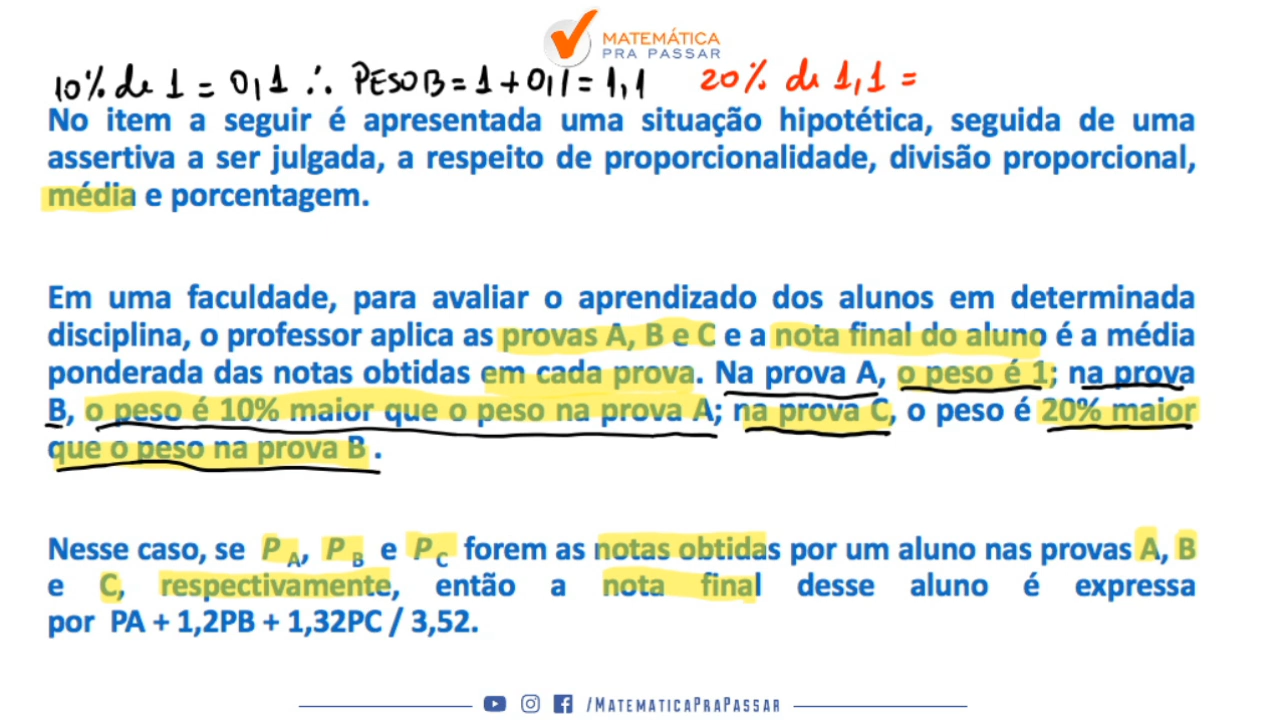 MATEMÁTICA
PRA PASSAR
10% de 1 = 0,1 ∴ PESO B = 1 + 0,1 = 1,1 20% de 1,1 =
No item a seguir é apresentada uma situação hipotética, seguida de uma
assertiva a ser julgada, a respeito de proporcionalidade, divisão proporcional,
média e porcentagem.
Em uma faculdade, para avaliar o aprendizado dos alunos em determinada
disciplina, o professor aplica as provas A, B e C e a nota final do aluno é a média
ponderada das notas obtidas em cada prova. Na prova A, o peso é 1; na prova
B, o peso é 10% maior que o peso na prova A; na prova C, o peso é 20% maior
que o peso na prova B .
Nesse caso, se P A, P B e P C forem as notas obtidas por um aluno nas provas A, B
e C, respectivamente, então a nota final desse aluno é expressa
por PA + 1,2PB + 1,32PC / 3,52.
/MATEMATICAPRAPASSAR